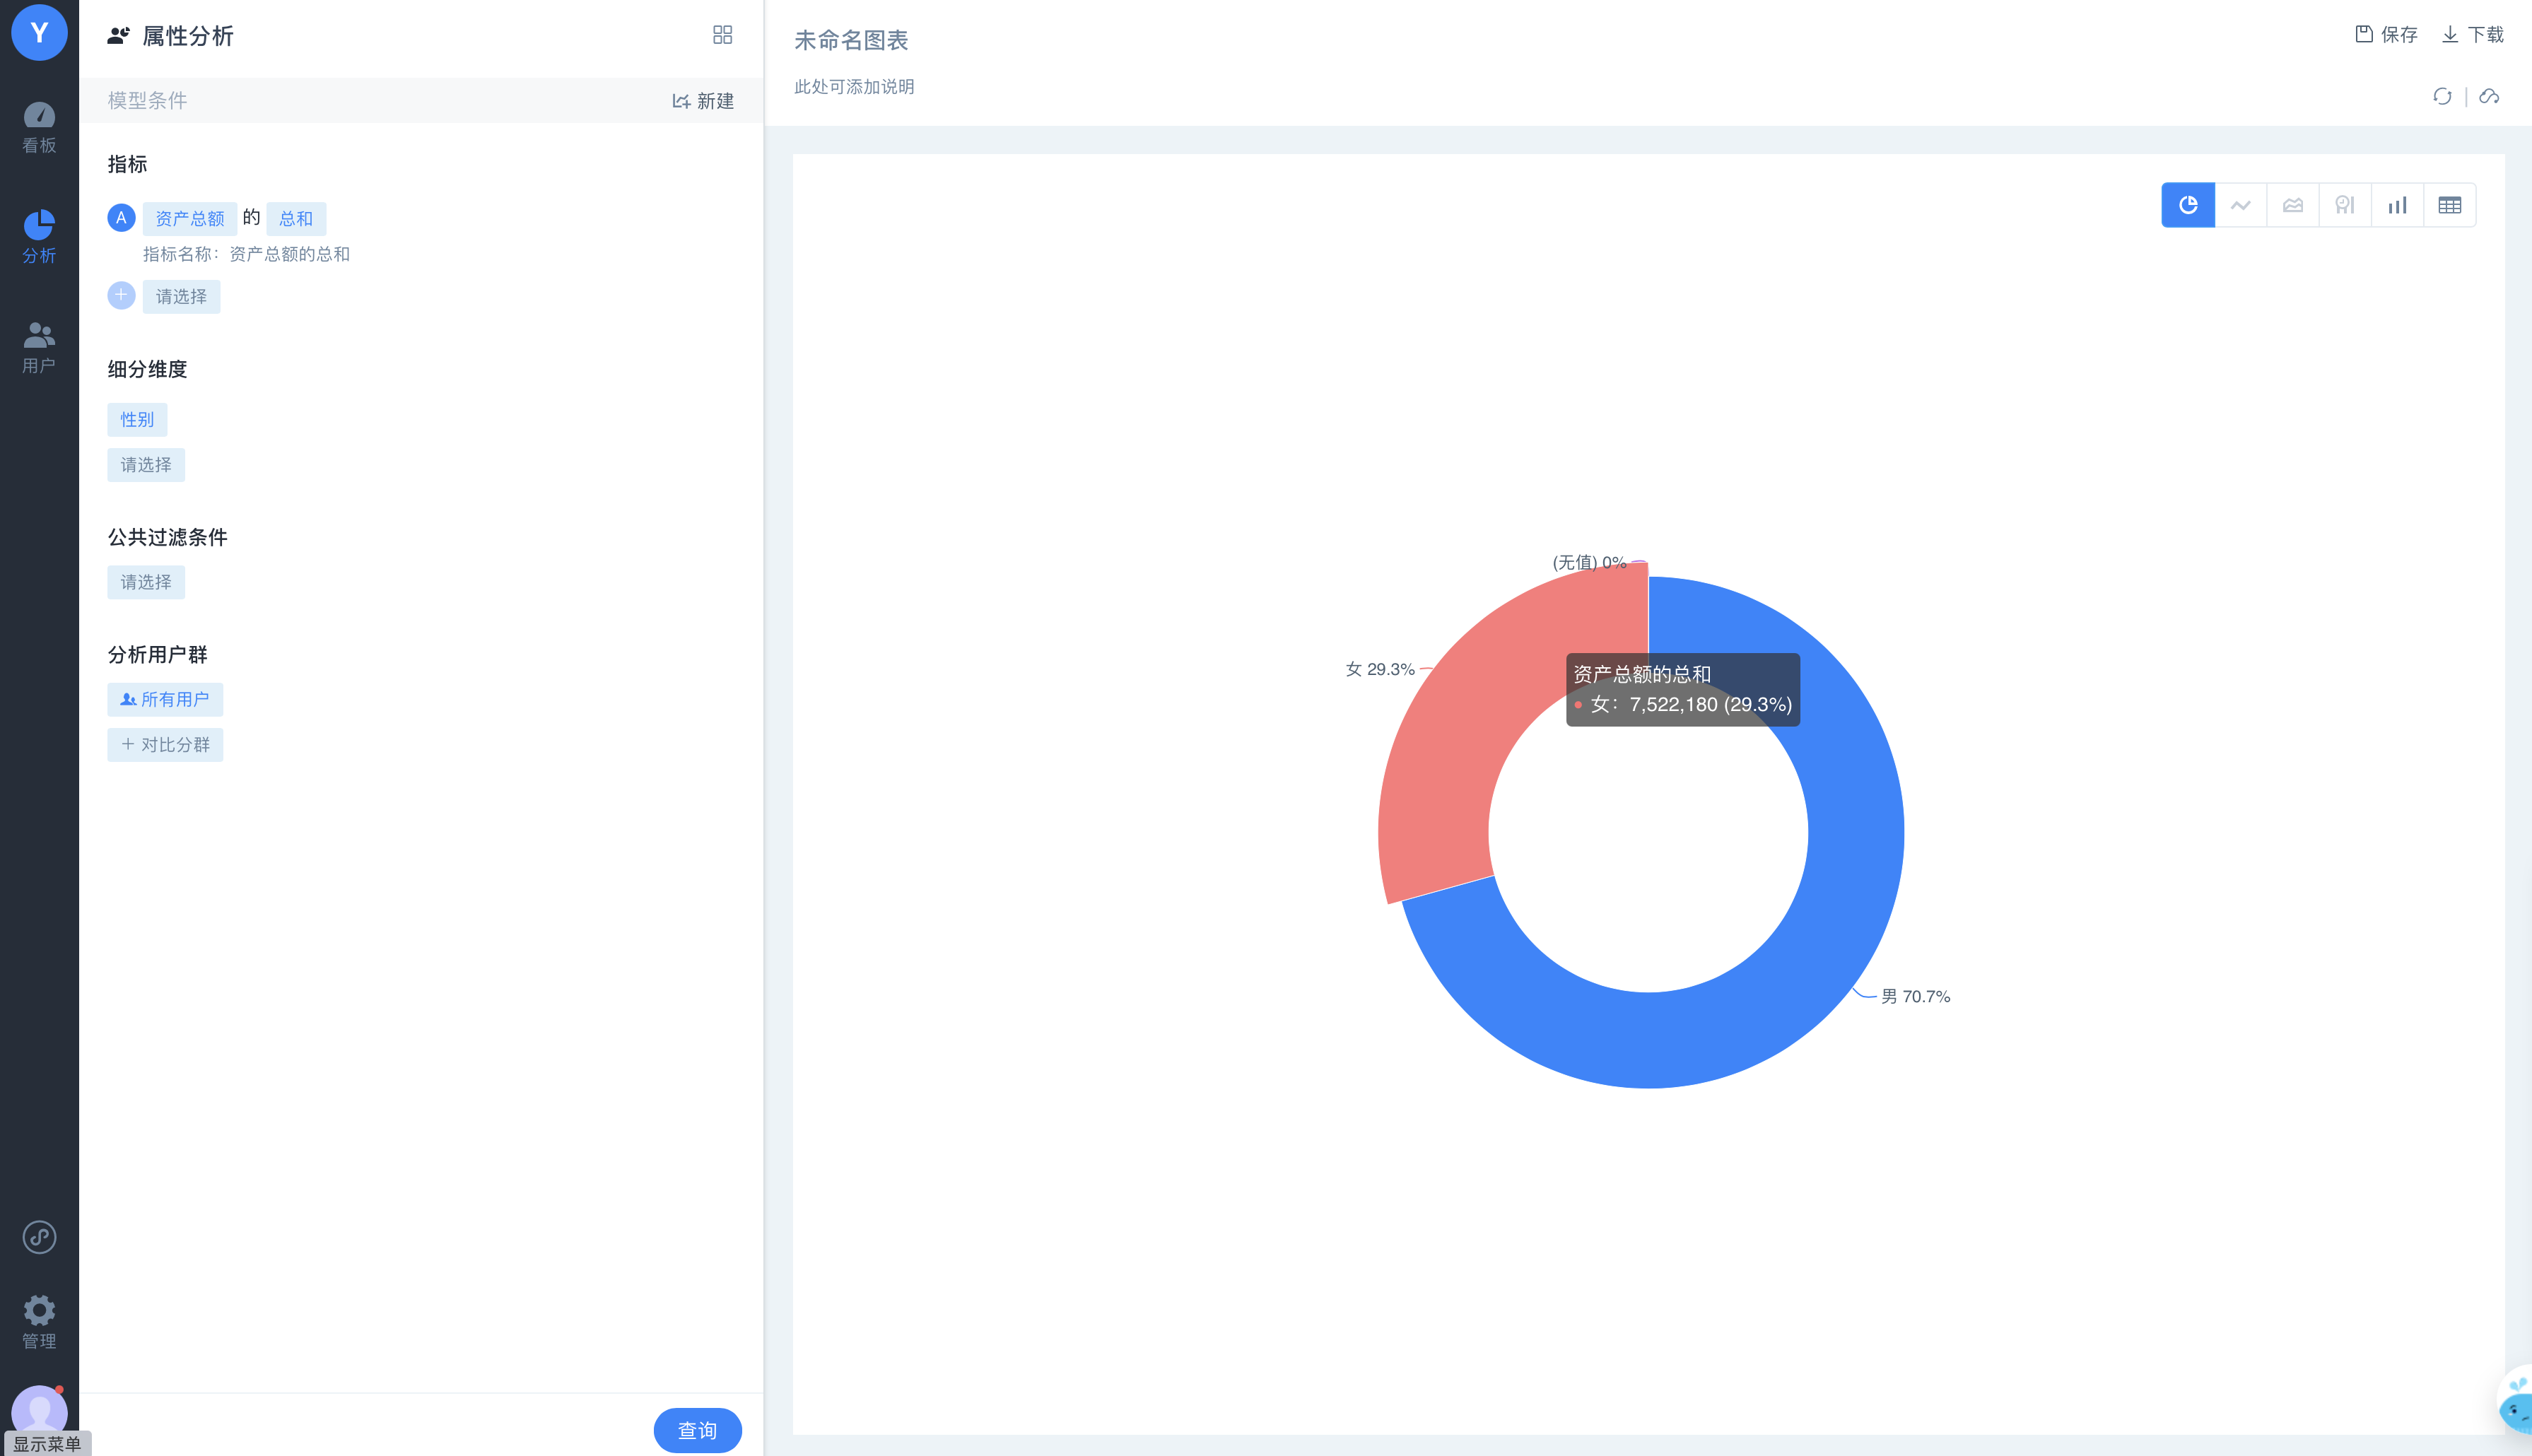 Y
看板
分析
用户
管理
显示菜单
属性分析
模型条件
新建
指标
A 资产总额 的 总和
指标名称：资产总额的总和
请选择
细分维度
性别
请选择
公共过滤条件
请选择
分析用户群
所有用户
+ 对比分群
查询
未命名图表
保存 下载
此处可添加说明
(无值) 0%
女 29.3%
资产总额的总和
女：7,522,180 (29.3%)
男 70.7%